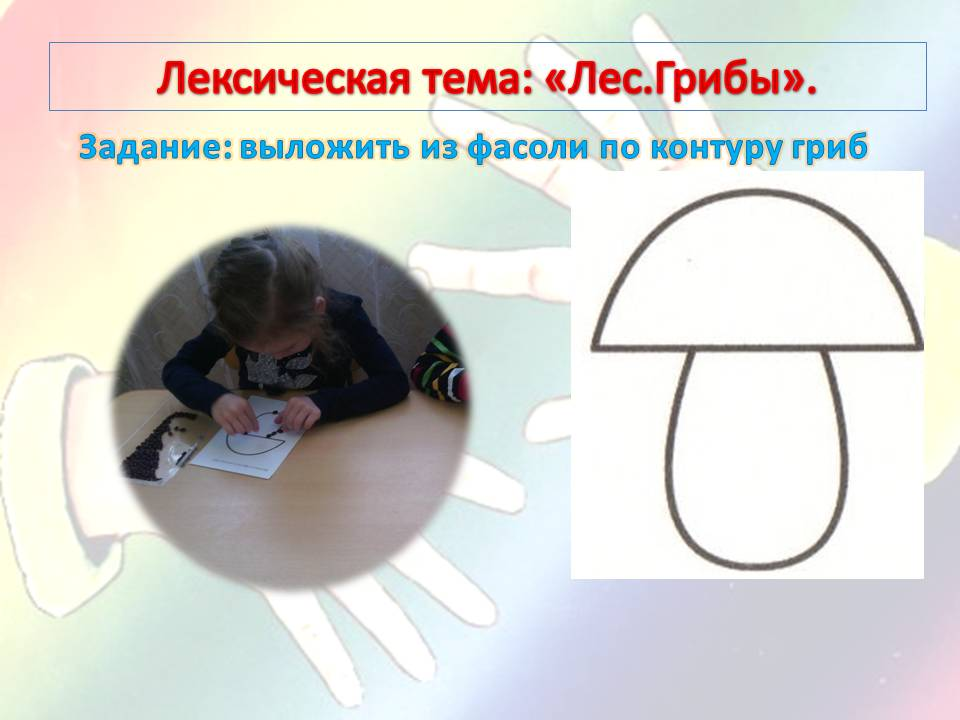 Лексическая тема: «Лес.Грибы».
Задание: выложить из фасоли по контуру гриб